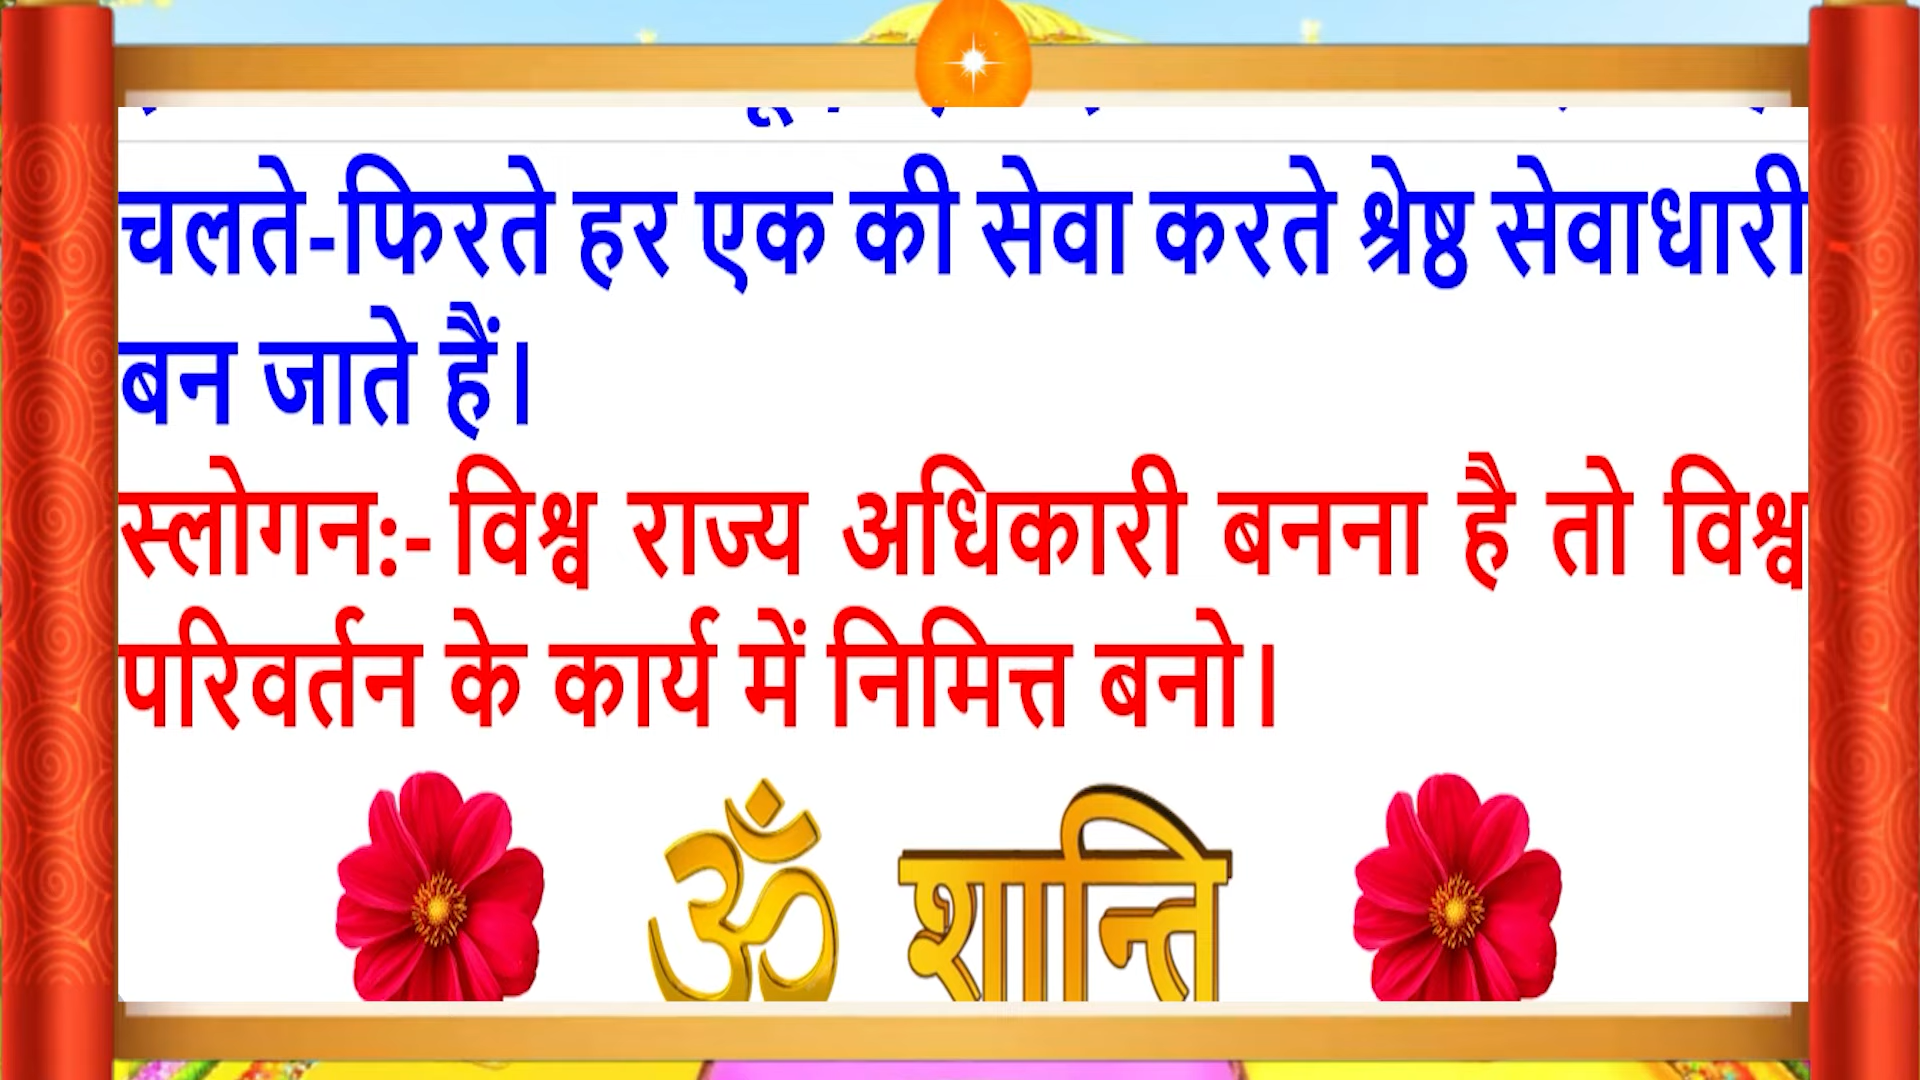 चलते-फिरते हर एक की सेवा करते श्रेष्ठ सेवाधारी
बन जाते हैं।
स्लोगन:- विश्व राज्य अधिकारी बनना है तो विश्व
परिवर्तन के कार्य में निमित्त बनो।
ॐ शान्ति